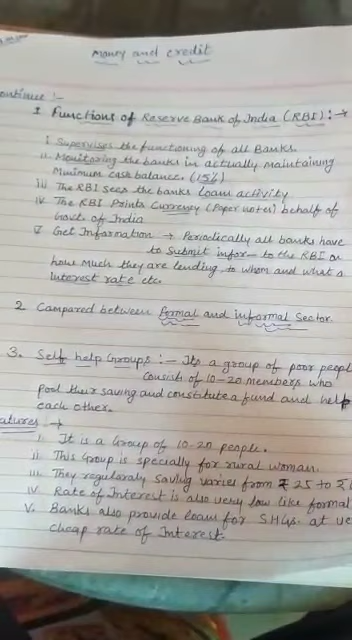 Money and credit
ontinue :-
I Functions of Reserve Bank of India (RBI) :→
i Supervises the functioning of all Banks.
ii. Monitoring the banks in actually maintaining
Minimum cash balance. (15%)
iii The RBI Sees the banks loan activity
iv The RBI Prints Currency (Paper notes) behalf of
Govt. of India
v Get Information → Periodically all banks have
to Submit infor- to the RBI on
how Much they are lending to whom and what
Interest rate etc.
2 Compared between formal and informal Sector.
3. Self help Groups :- Its a group of poor peopl
Consists of 10-20 members who
Pool their saving and constitute a fund and help
each other.
atures :→
i. It is a Group of 10-20 people.
ii This Group is specially for rural woman.
iii They regularaly saving varies from ₹ 25 to ₹
iv Rate of Interest is also very low like formal
v. Banks also provide loan for SHGs. at ve
cheap rate of Interest